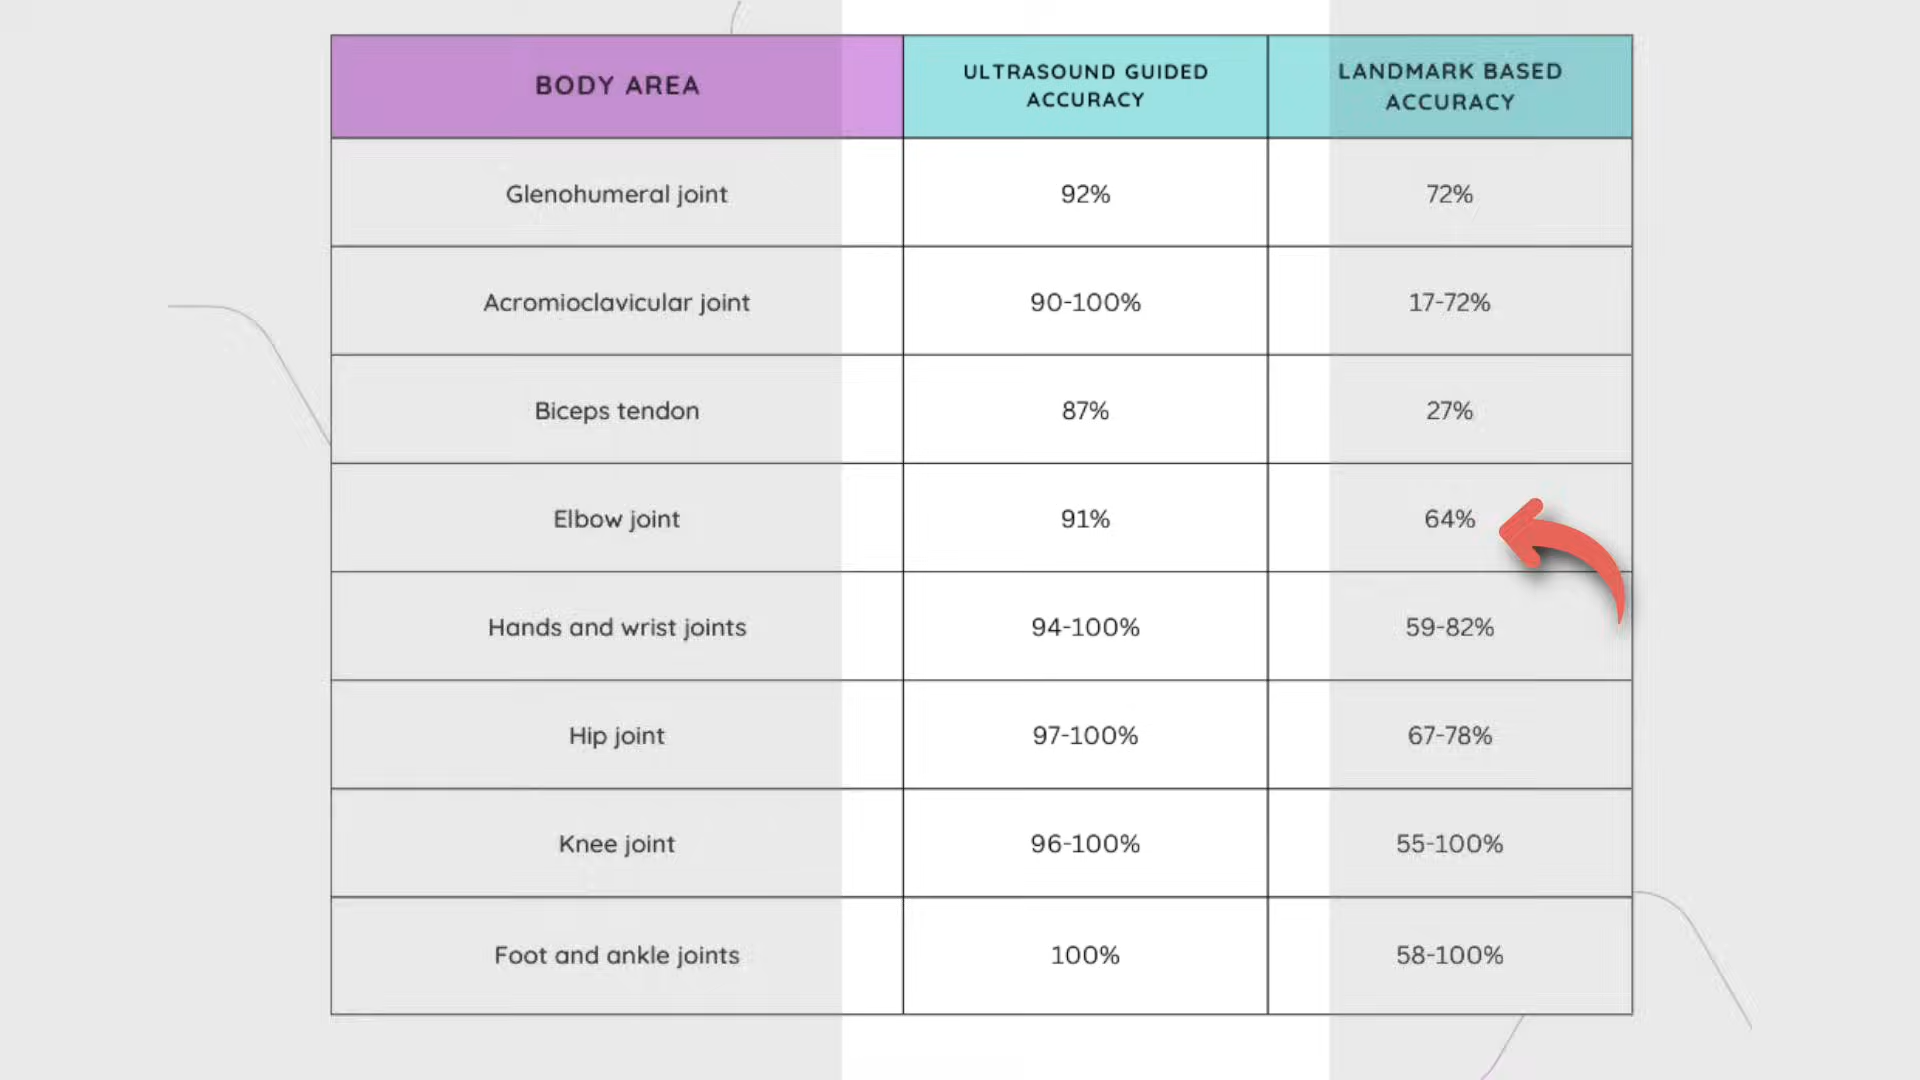 BODY AREA
ULTRASOUND GUIDED
ACCURACY
LANDMARK BASED
ACCURACY
Glenohumeral joint
92%
72%
Acromioclavicular joint
90-100%
17-72%
Biceps tendon
87%
27%
Elbow joint
91%
64%
Hands and wrist joints
94-100%
59-82%
Hip joint
97-100%
67-78%
Knee joint
96-100%
55-100%
Foot and ankle joints
100%
58-100%